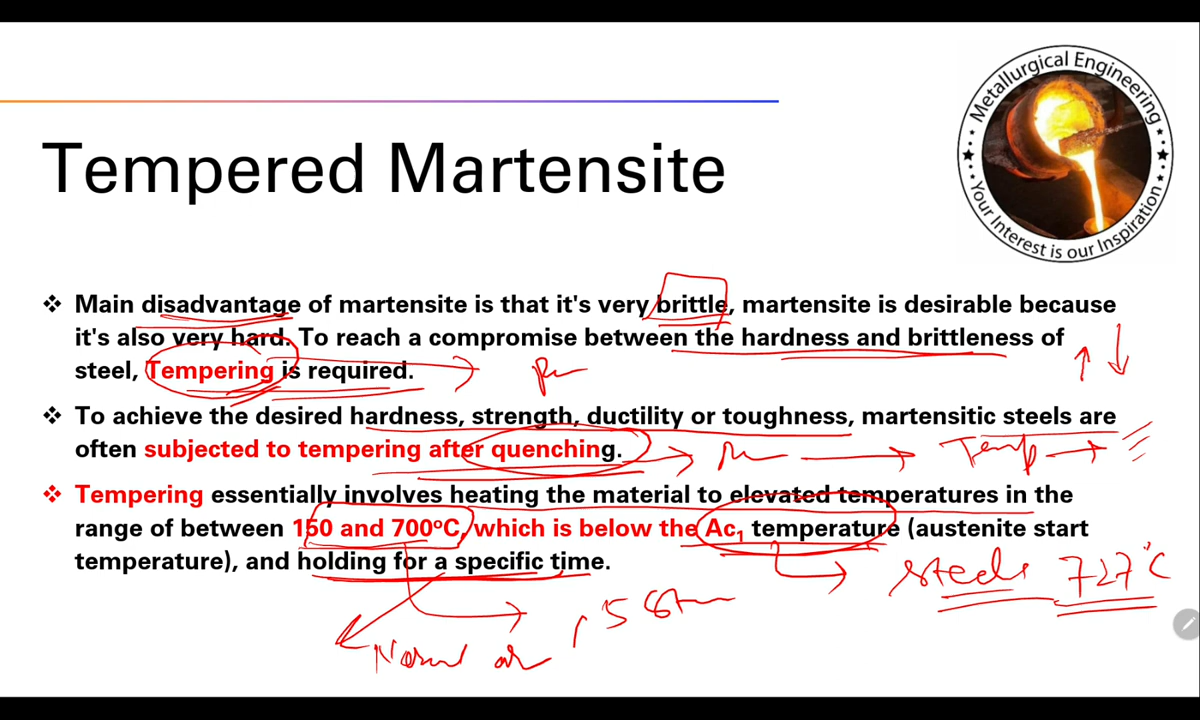 Metallurgical Engineering
Your Interest is our Inspiration
Tempered Martensite
❖ Main disadvantage of martensite is that it's very brittle, martensite is desirable because
it's also very hard. To reach a compromise between the hardness and brittleness of
steel, Tempering is required.
❖ To achieve the desired hardness, strength, ductility or toughness, martensitic steels are
often subjected to tempering after quenching.
Temp
❖ Tempering essentially involves heating the material to elevated temperatures in the
range of between 150 and 700°C, which is below the Ac₁ temperature (austenite start
temperature), and holding for a specific time.
steels 727°C